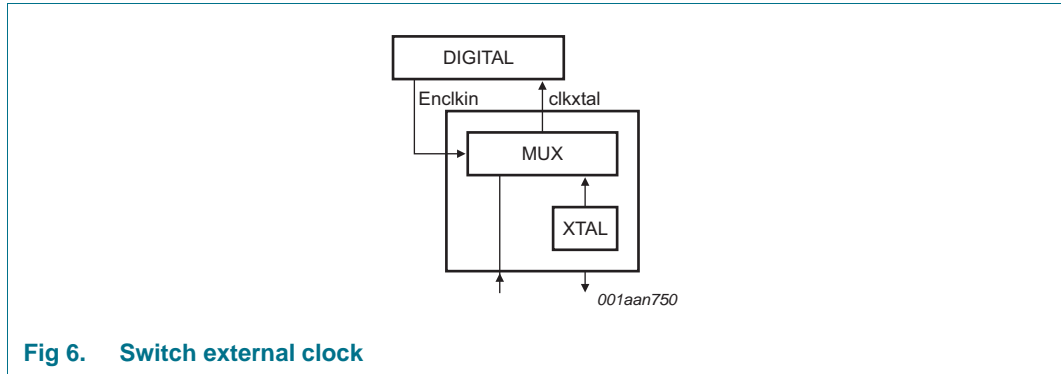 DIGITAL
Enclkin
clkxtal
MUX
XTAL
001aan750
Fig 6. Switch external clock